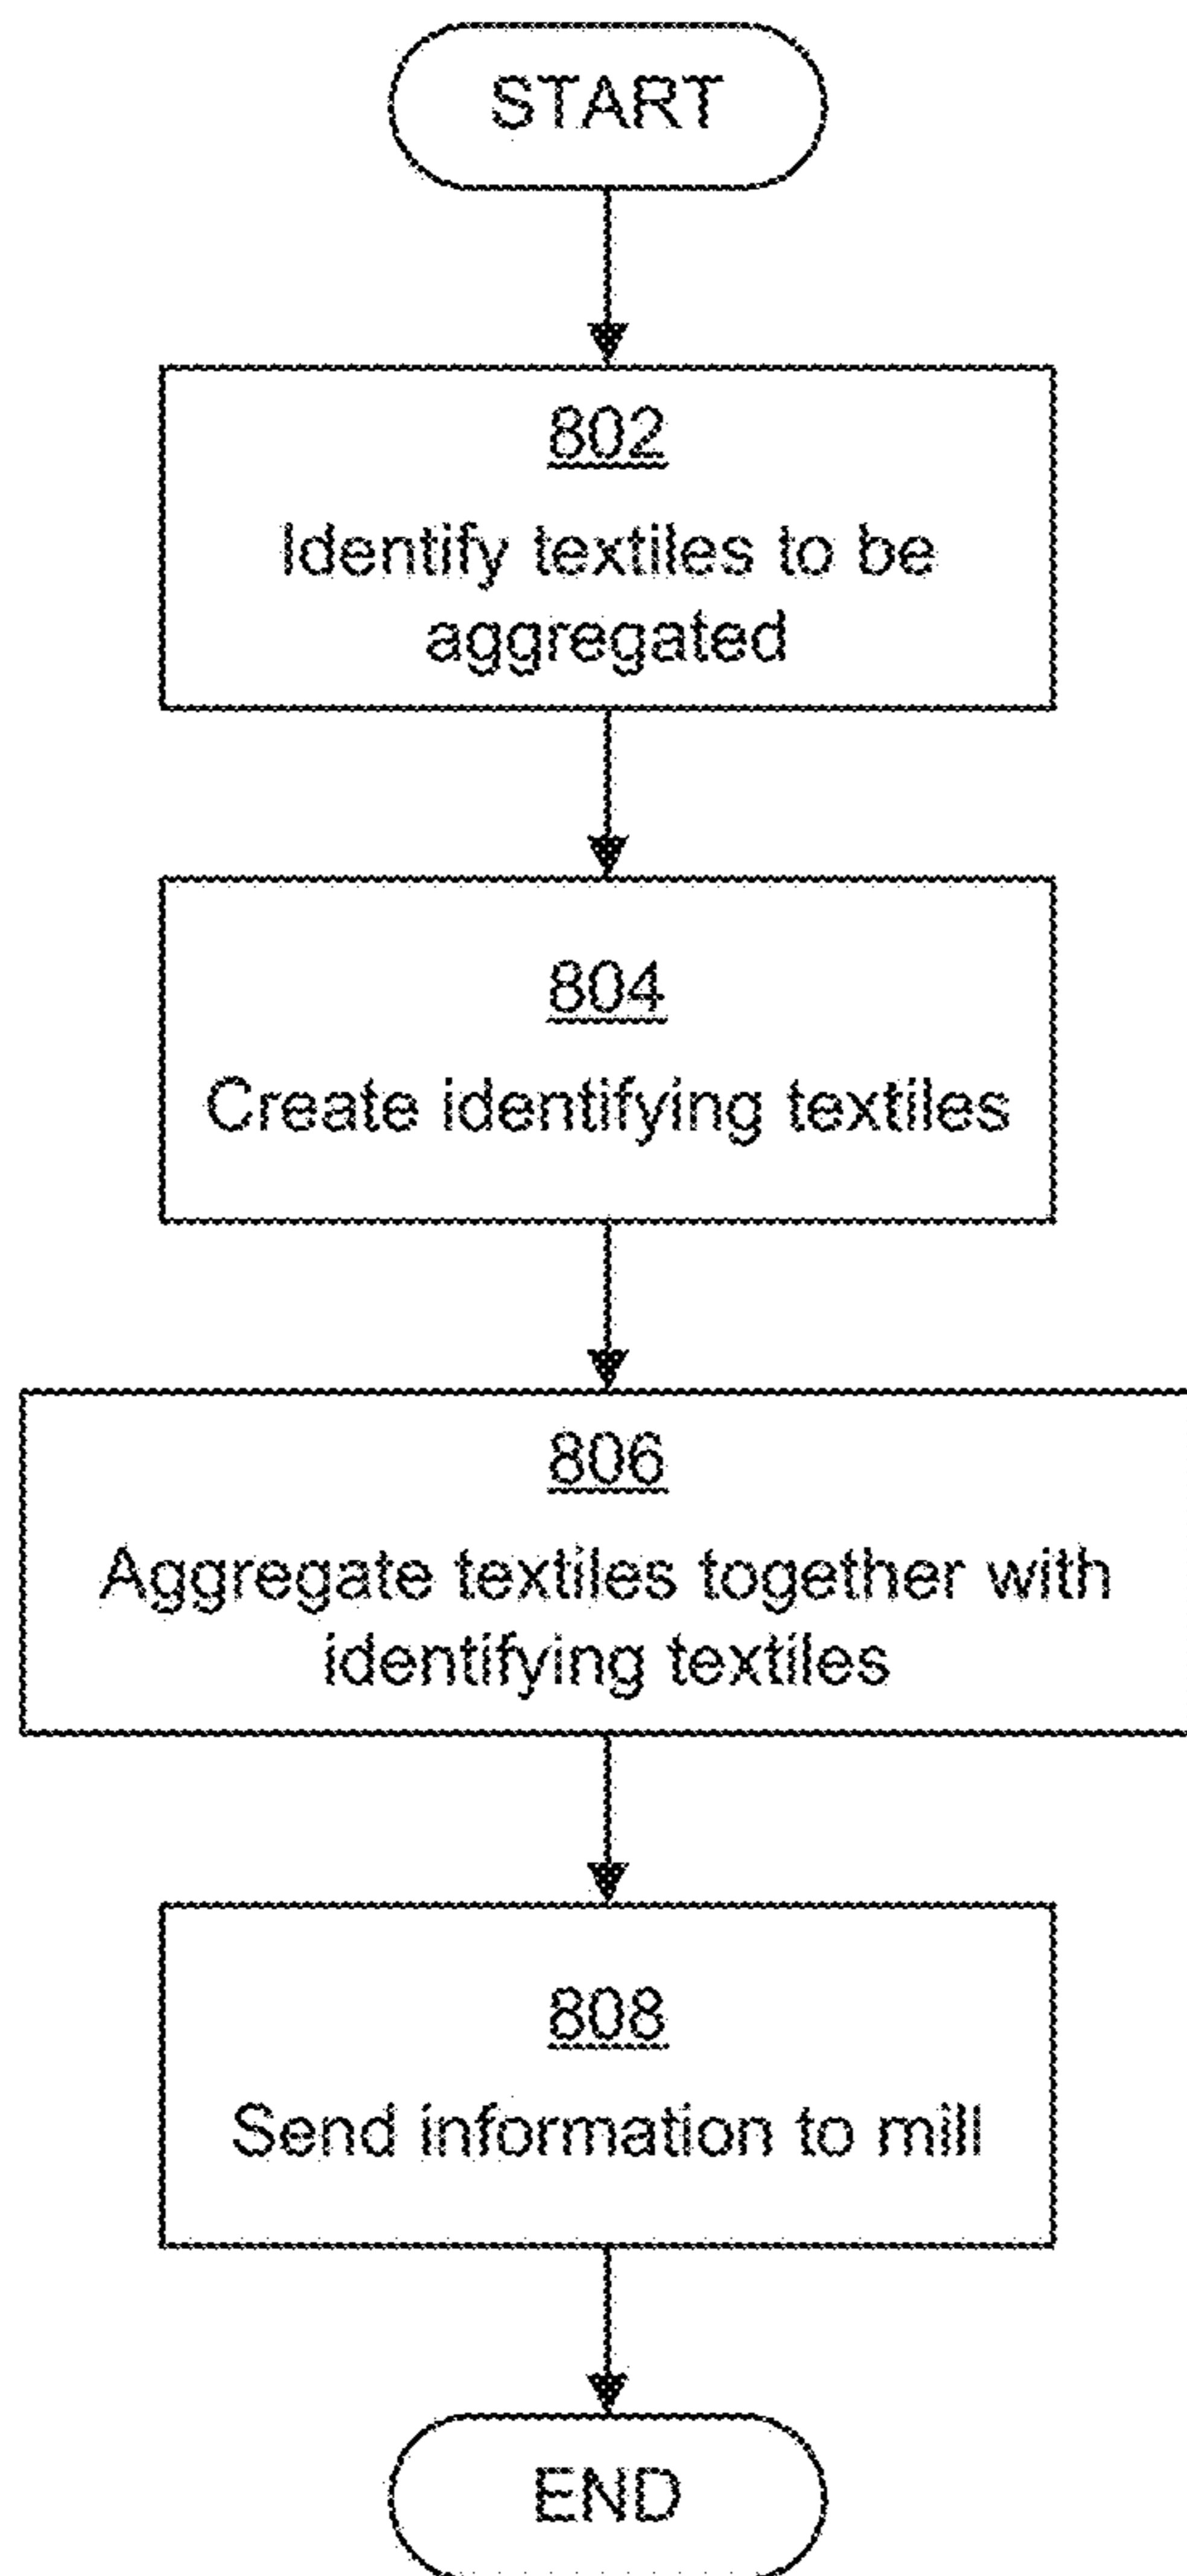 START
802
Identify textiles to be
aggregated
804
Create identifying textiles
806
Aggregate textiles together with
identifying textiles
808
Send information to mill
END